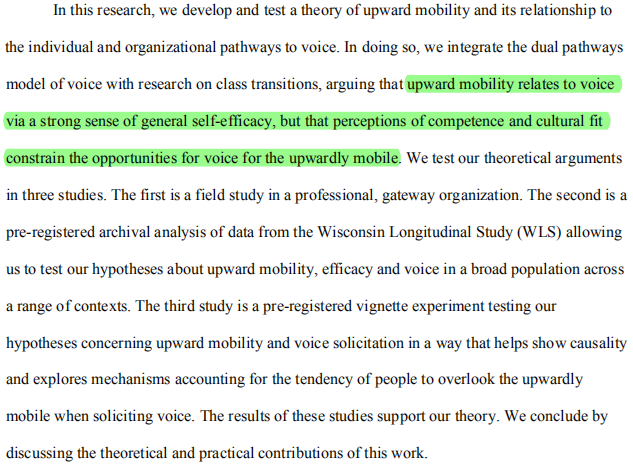 In this research, we develop and test a theory of upward mobility and its relationship to
the individual and organizational pathways to voice. In doing so, we integrate the dual pathways
model of voice with research on class transitions, arguing that upward mobility relates to voice
via a strong sense of general self-efficacy, but that perceptions of competence and cultural fit
constrain the opportunities for voice for the upwardly mobile. We test our theoretical arguments
in three studies. The first is a field study in a professional, gateway organization. The second is a
pre-registered archival analysis of data from the Wisconsin Longitudinal Study (WLS) allowing
us to test our hypotheses about upward mobility, efficacy and voice in a broad population across
a range of contexts. The third study is a pre-registered vignette experiment testing our
hypotheses concerning upward mobility and voice solicitation in a way that helps show causality
and explores mechanisms accounting for the tendency of people to overlook the upwardly
mobile when soliciting voice. The results of these studies support our theory. We conclude by
discussing the theoretical and practical contributions of this work.